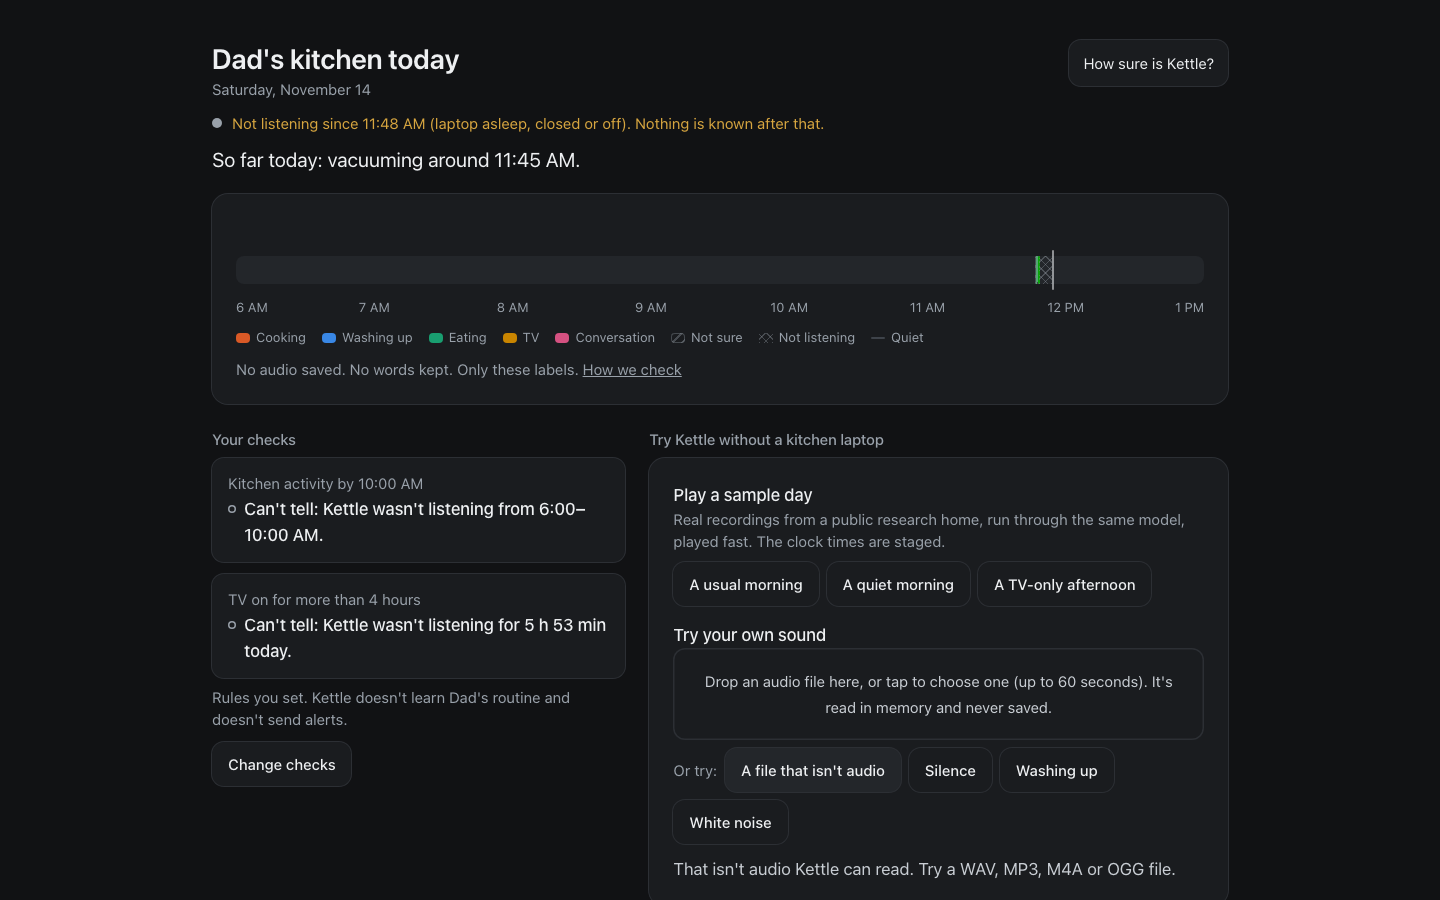 Dad's kitchen today
How sure is Kettle?
Saturday, November 14
Not listening since 11:48 AM (laptop asleep, closed or off). Nothing is known after that.
So far today: vacuuming around 11:45 AM.
6 AM 7 AM 8 AM 9 AM 10 AM 11 AM 12 PM 1 PM
Cooking Washing up Eating TV Conversation Not sure Not listening Quiet
No audio saved. No words kept. Only these labels. How we check
Your checks
Kitchen activity by 10:00 AM
Can't tell: Kettle wasn't listening from 6:00–
10:00 AM.
TV on for more than 4 hours
Can't tell: Kettle wasn't listening for 5 h 53 min
today.
Rules you set. Kettle doesn't learn Dad's routine and
doesn't send alerts.
Change checks
Try Kettle without a kitchen laptop
Play a sample day
Real recordings from a public research home, run through the same model,
played fast. The clock times are staged.
A usual morning A quiet morning A TV-only afternoon
Try your own sound
Drop an audio file here, or tap to choose one (up to 60 seconds). It's
read in memory and never saved.
Or try: A file that isn't audio Silence Washing up
White noise
That isn't audio Kettle can read. Try a WAV, MP3, M4A or OGG file.